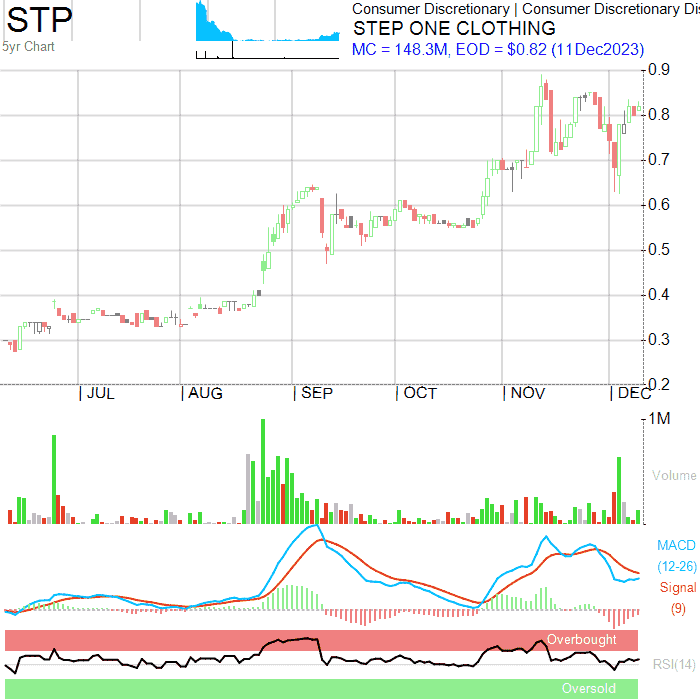 STP
5yr Chart
Consumer Discretionary | Consumer Discretionary Dis
STEP ONE CLOTHING
MC = 148.3M, EOD = $0.82 (11Dec2023)
0.9
0.8
0.7
0.6
0.5
0.4
0.3
0.2
| JUL | AUG | SEP | OCT | NOV | DEC
1M
Volume
MACD
(12-26)
Signal
(9)
Overbought
RSI(14)
Oversold